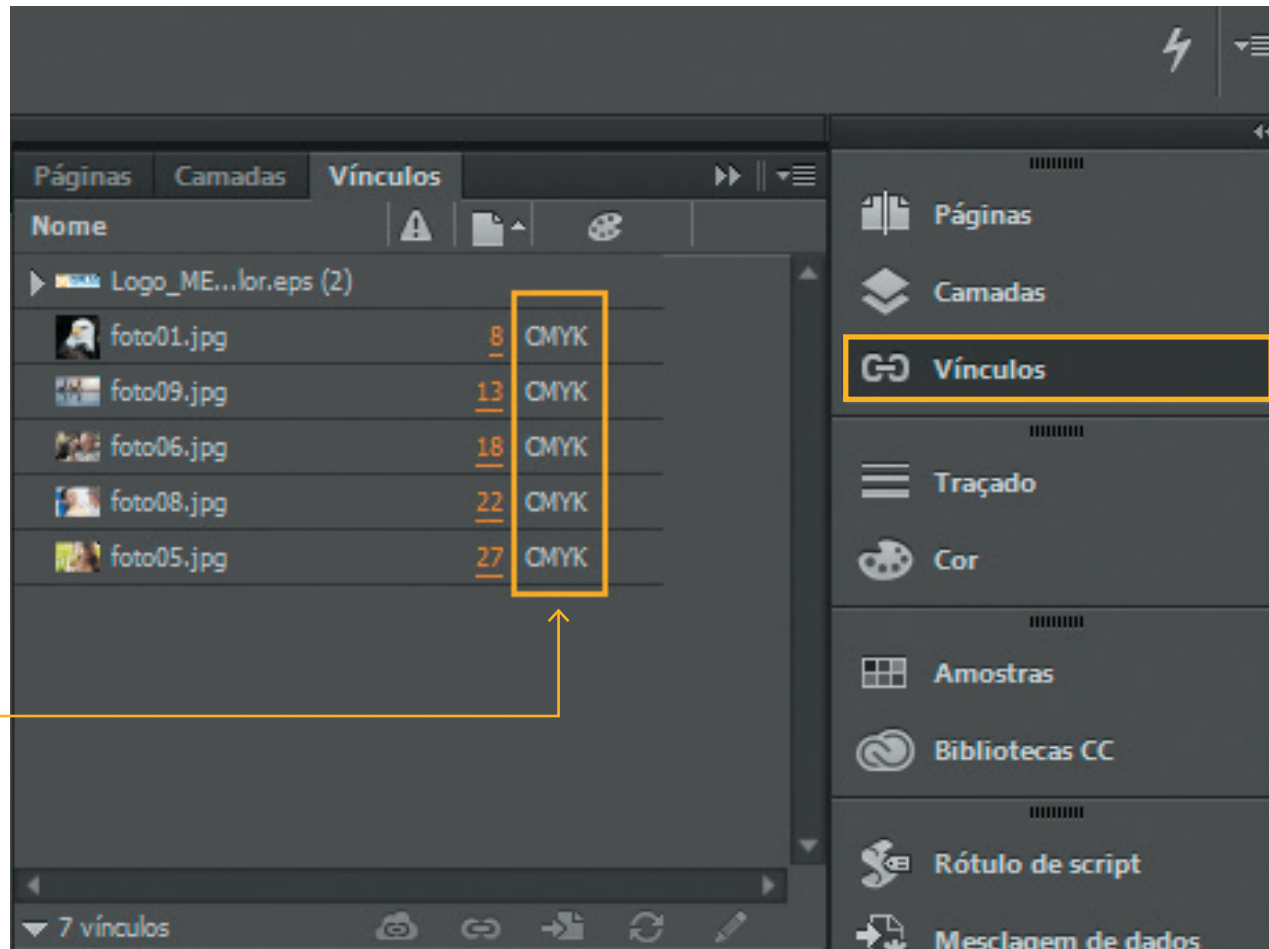 Páginas Camadas Vínculos
Nome
Logo_ME...lor.eps (2)
foto01.jpg 8 CMYK
foto09.jpg 13 CMYK
foto06.jpg 18 CMYK
foto08.jpg 22 CMYK
foto05.jpg 27 CMYK
7 vínculos
Páginas
Camadas
Vínculos
Traçado
Cor
Amostras
Bibliotecas CC
Rótulo de script
Mesclagem de dados